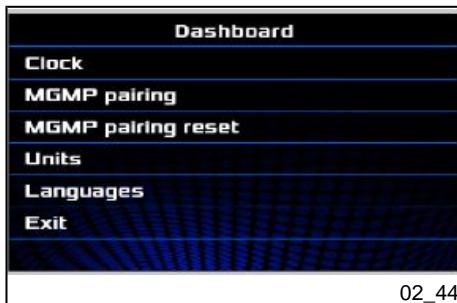 Dashboard
Clock
MGMP pairing
MGMP pairing reset
Units
Languages
Exit
02_44